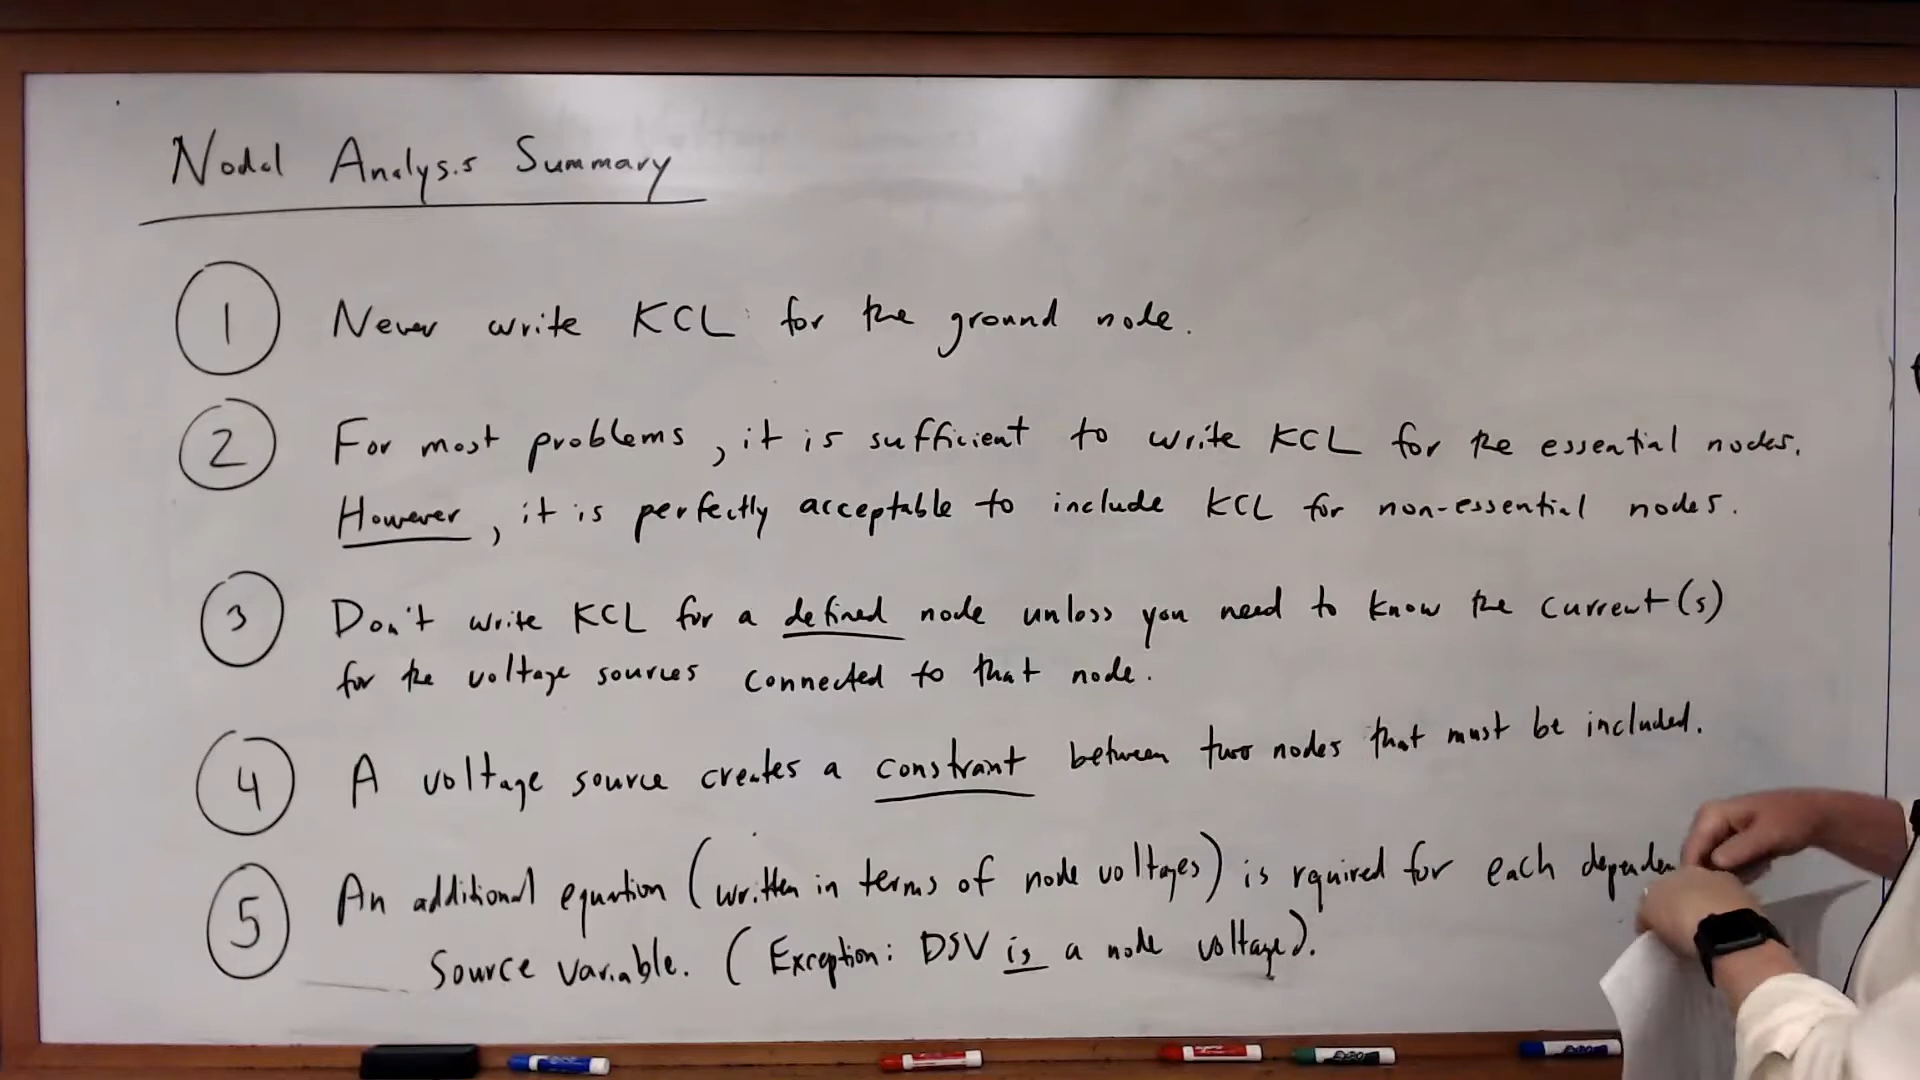 Nodal Analysis Summary
1 Never write KCL for the ground node.
2 For most problems, it is sufficient to write KCL for the essential nodes.
However, it is perfectly acceptable to include KCL for non-essential nodes.
3 Don't write KCL for a defined node unless you need to know the current(s)
for the voltage sources connected to that node.
4 A voltage source creates a constraint between two nodes that must be included.
5 An additional equation (written in terms of node voltages) is required for each dependen
source variable. (Exception: DSV is a node voltage).
EXPO
EXPO